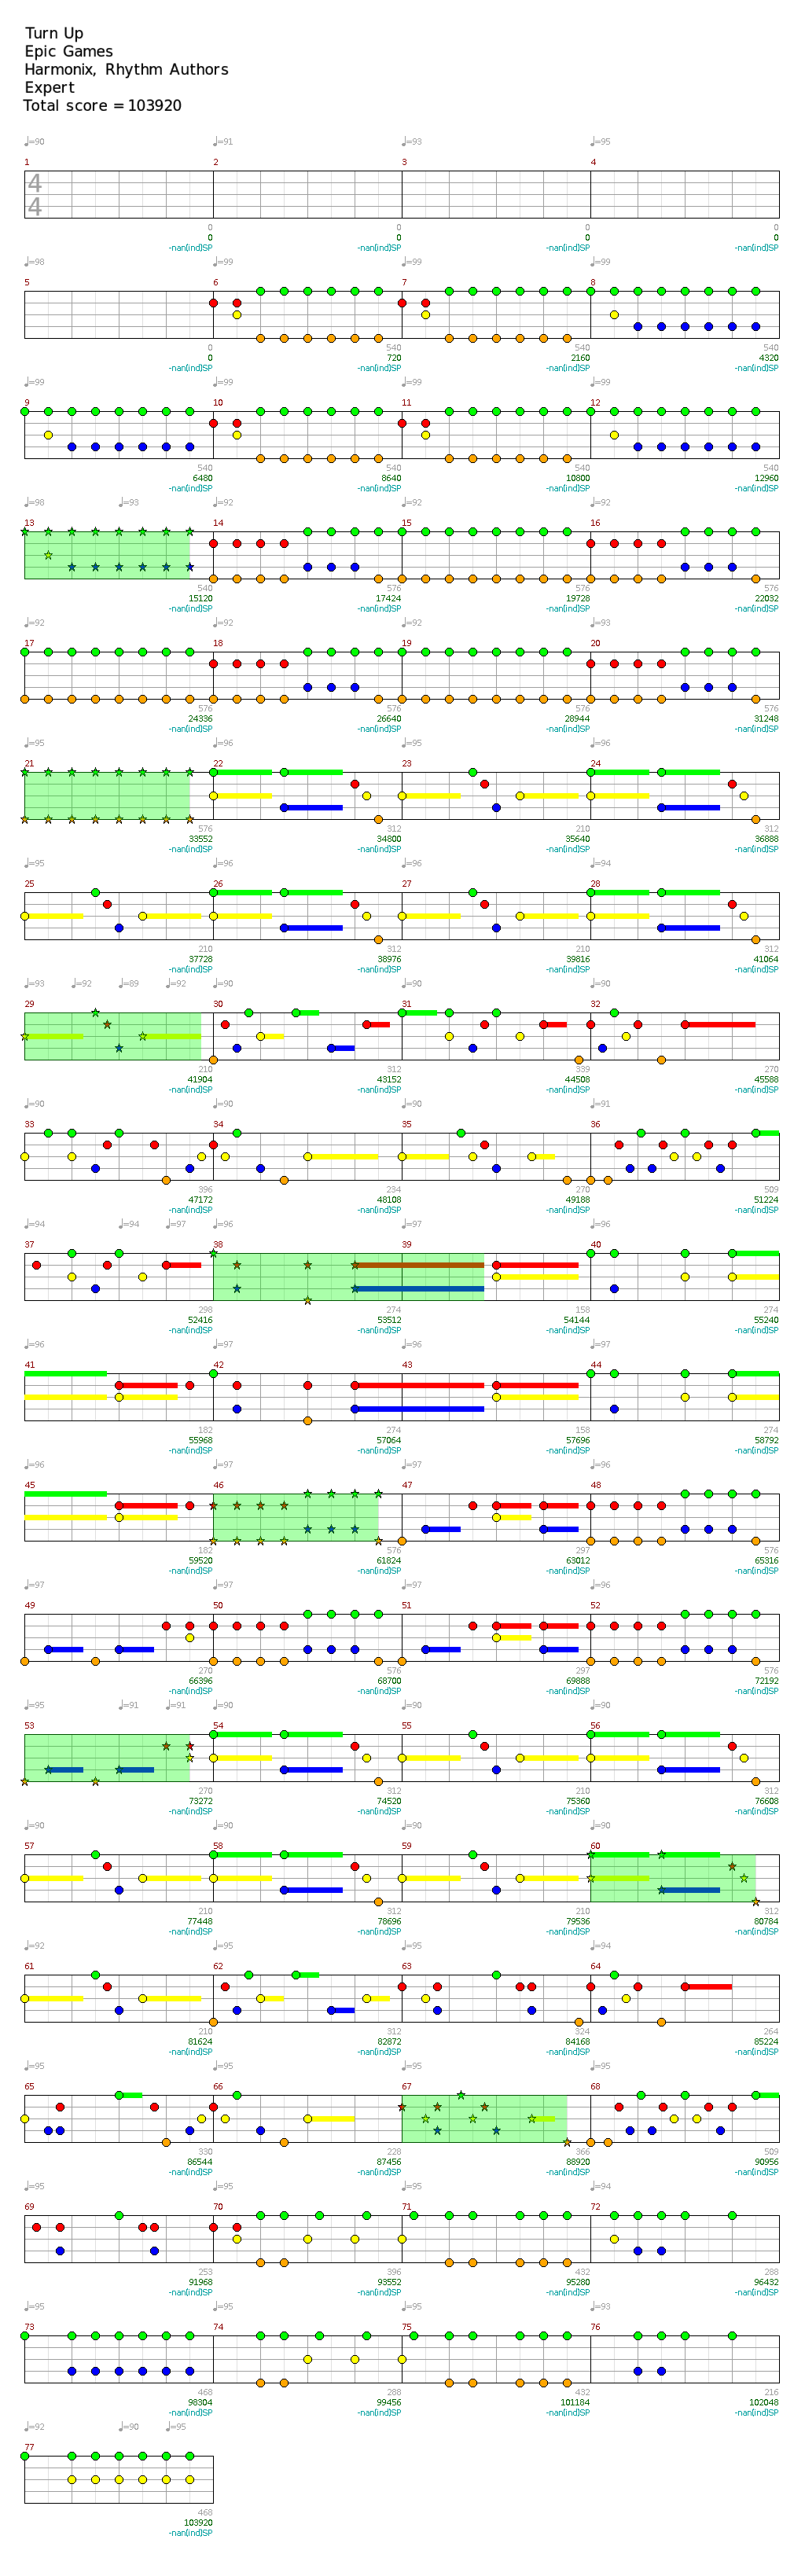 Turn Up
Epic Games
Harmonix, Rhythm Authors
Expert
Total score = 103920
♩=90 ♩=91 ♩=93 ♩=95
1 2 3 4
4
4
0 0 0 0
0 0 0 0
-nan(ind)SP -nan(ind)SP -nan(ind)SP -nan(ind)SP
♩=98 ♩=99 ♩=99 ♩=99
5 6 7 8
0 540 540 540
0 720 2160 4320
-nan(ind)SP -nan(ind)SP -nan(ind)SP -nan(ind)SP
♩=99 ♩=99 ♩=99 ♩=99
9 10 11 12
540 540 540 540
6480 8640 10800 12960
-nan(ind)SP -nan(ind)SP -nan(ind)SP -nan(ind)SP
♩=98 ♩=93 ♩=92 ♩=92 ♩=92
13 14 15 16
540 576 576 576
15120 17424 19728 22032
-nan(ind)SP -nan(ind)SP -nan(ind)SP -nan(ind)SP
♩=92 ♩=92 ♩=92 ♩=93
17 18 19 20
576 576 576 576
24336 26640 28944 31248
-nan(ind)SP -nan(ind)SP -nan(ind)SP -nan(ind)SP
♩=95 ♩=96 ♩=95 ♩=96
21 22 23 24
576 312 210 312
33552 34800 35640 36888
-nan(ind)SP -nan(ind)SP -nan(ind)SP -nan(ind)SP
♩=95 ♩=96 ♩=96 ♩=94
25 26 27 28
210 312 210 312
37728 38976 39816 41064
-nan(ind)SP -nan(ind)SP -nan(ind)SP -nan(ind)SP
♩=93 ♩=92 ♩=89 ♩=92 ♩=90 ♩=90 ♩=90
29 30 31 32
210 312 339 270
41904 43152 44508 45588
-nan(ind)SP -nan(ind)SP -nan(ind)SP -nan(ind)SP
♩=90 ♩=90 ♩=90 ♩=91
33 34 35 36
396 234 270 509
47172 48108 49188 51224
-nan(ind)SP -nan(ind)SP -nan(ind)SP -nan(ind)SP
♩=94 ♩=94 ♩=97 ♩=96 ♩=97 ♩=96
37 38 39 40
298 274 158 274
52416 53512 54144 55240
-nan(ind)SP -nan(ind)SP -nan(ind)SP -nan(ind)SP
♩=96 ♩=97 ♩=96 ♩=97
41 42 43 44
182 274 158 274
55968 57064 57696 58792
-nan(ind)SP -nan(ind)SP -nan(ind)SP -nan(ind)SP
♩=96 ♩=97 ♩=97 ♩=96
45 46 47 48
182 576 297 576
59520 61824 63012 65316
-nan(ind)SP -nan(ind)SP -nan(ind)SP -nan(ind)SP
♩=97 ♩=97 ♩=97 ♩=97
49 50 51 52
270 576 297 576
66396 68700 69888 72192
-nan(ind)SP -nan(ind)SP -nan(ind)SP -nan(ind)SP
♩=95 ♩=91 ♩=91 ♩=90 ♩=90 ♩=90
53 54 55 56
270 312 210 312
73272 74520 75360 76608
-nan(ind)SP -nan(ind)SP -nan(ind)SP -nan(ind)SP
♩=90 ♩=90 ♩=90 ♩=90
57 58 59 60
210 312 210 312
77448 78696 79536 80784
-nan(ind)SP -nan(ind)SP -nan(ind)SP -nan(ind)SP
♩=92 ♩=95 ♩=95 ♩=94
61 62 63 64
210 312 324 264
81624 82872 84168 85224
-nan(ind)SP -nan(ind)SP -nan(ind)SP -nan(ind)SP
♩=95 ♩=95 ♩=95 ♩=95
65 66 67 68
330 228 366 509
86544 87456 88920 90956
-nan(ind)SP -nan(ind)SP -nan(ind)SP -nan(ind)SP
♩=95 ♩=95 ♩=95 ♩=94
69 70 71 72
253 396 432 288
91968 93552 95280 96432
-nan(ind)SP -nan(ind)SP -nan(ind)SP -nan(ind)SP
♩=95 ♩=95 ♩=95 ♩=93
73 74 75 76
468 288 432 216
98304 99456 101184 102048
-nan(ind)SP -nan(ind)SP -nan(ind)SP -nan(ind)SP
♩=92 ♩=90 ♩=95
77
468
103920
-nan(ind)SP